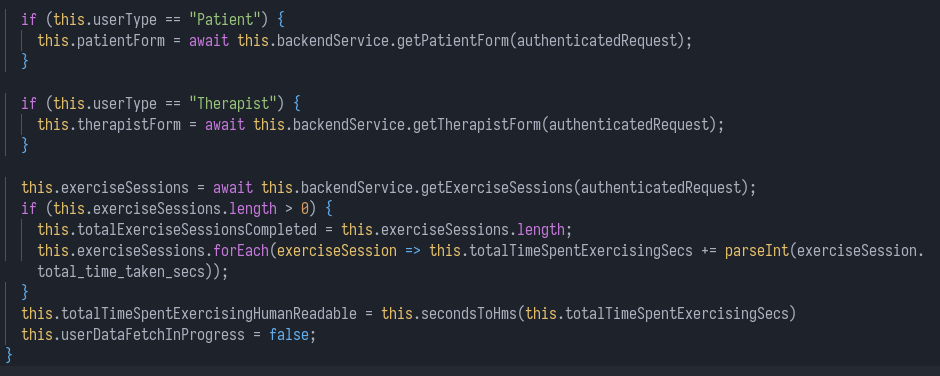 if (this.userType == "Patient") {
this.patientForm = await this.backendService.getPatientForm(authenticatedRequest);
}
if (this.userType == "Therapist") {
this.therapistForm = await this.backendService.getTherapistForm(authenticatedRequest);
}
this.exerciseSessions = await this.backendService.getExerciseSessions(authenticatedRequest);
if (this.exerciseSessions.length > 0) {
this.totalExerciseSessionsCompleted = this.exerciseSessions.length;
this.exerciseSessions.forEach(exerciseSession => this.totalTimeSpentExercisingSecs += parseInt(exerciseSession.
total_time_taken_secs));
}
this.totalTimeSpentExercisingHumanReadable = this.secondsToHms(this.totalTimeSpentExercisingSecs)
this.userDataFetchInProgress = false;
}